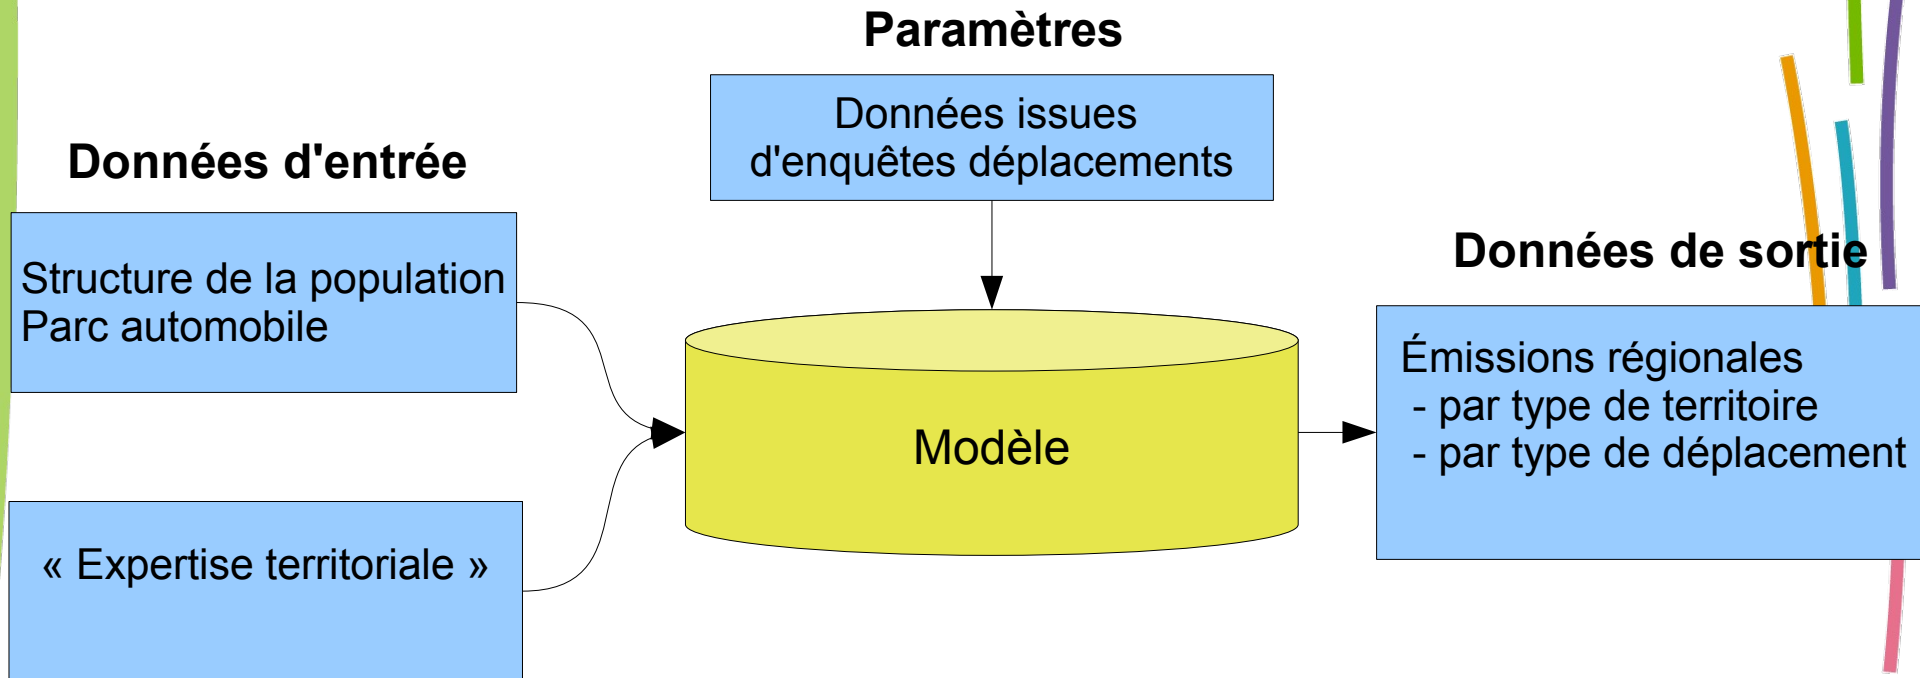 Paramètres
Données issues
d'enquêtes déplacements
Données d'entrée
Structure de la population
Parc automobile
« Expertise territoriale »
Modèle
Données de sortie
Émissions régionales
- par type de territoire
- par type de déplacement